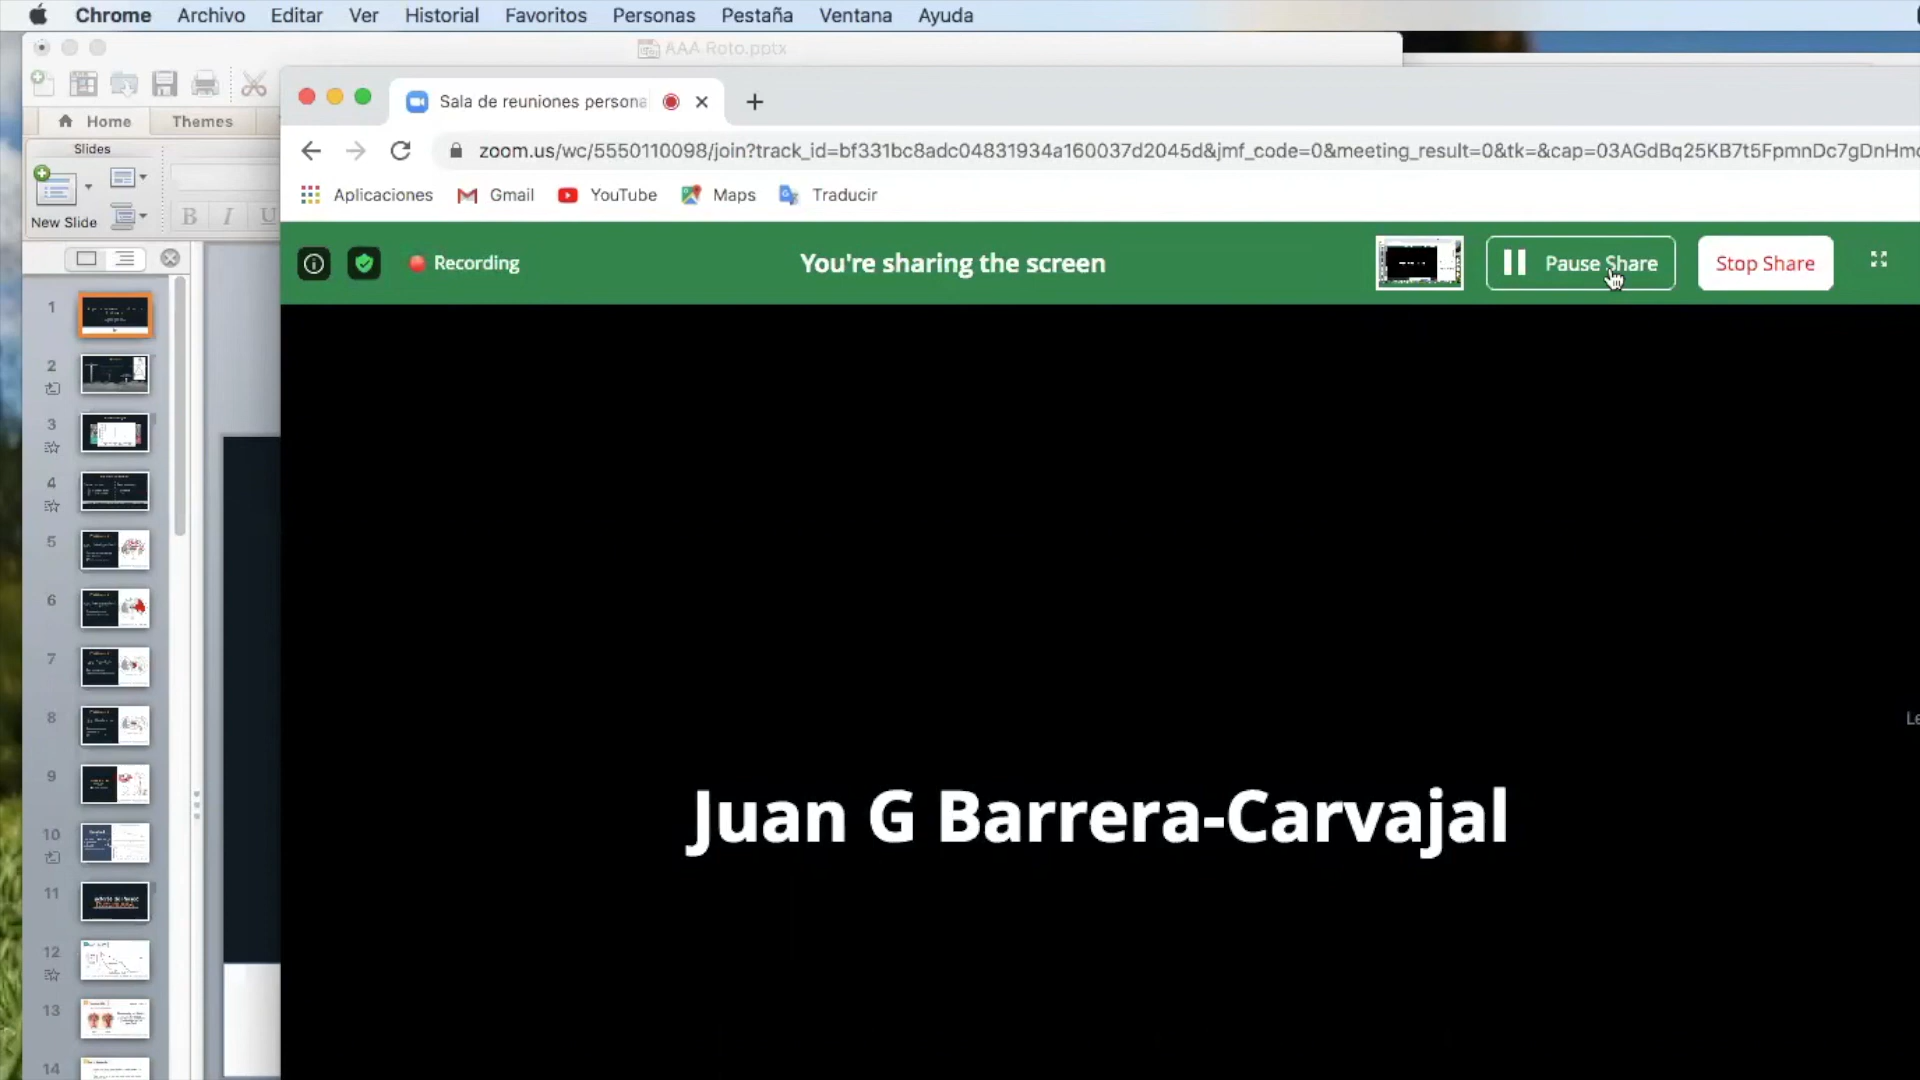 Chrome Archivo Editar Ver Historial Favoritos Personas Pestaña Ventana Ayuda
AAA Roto.pptx
Home Themes
Slides
New Slide
B I U
Sala de reuniones persona
zoom.us/wc/5550110098/join?track_id=bf331bc8adc04831934a160037d2045d&jmf_code=0&meeting_result=0&tk=&cap=03AGdBq25KB7t5FpmnDc7gDnHmo
Aplicaciones Gmail YouTube Maps Traducir
Recording
You're sharing the screen
Pause Share
Stop Share
1
2
3
4
5
6
7
8
9
10
11
12
13
14
Le
Juan G Barrera-Carvajal